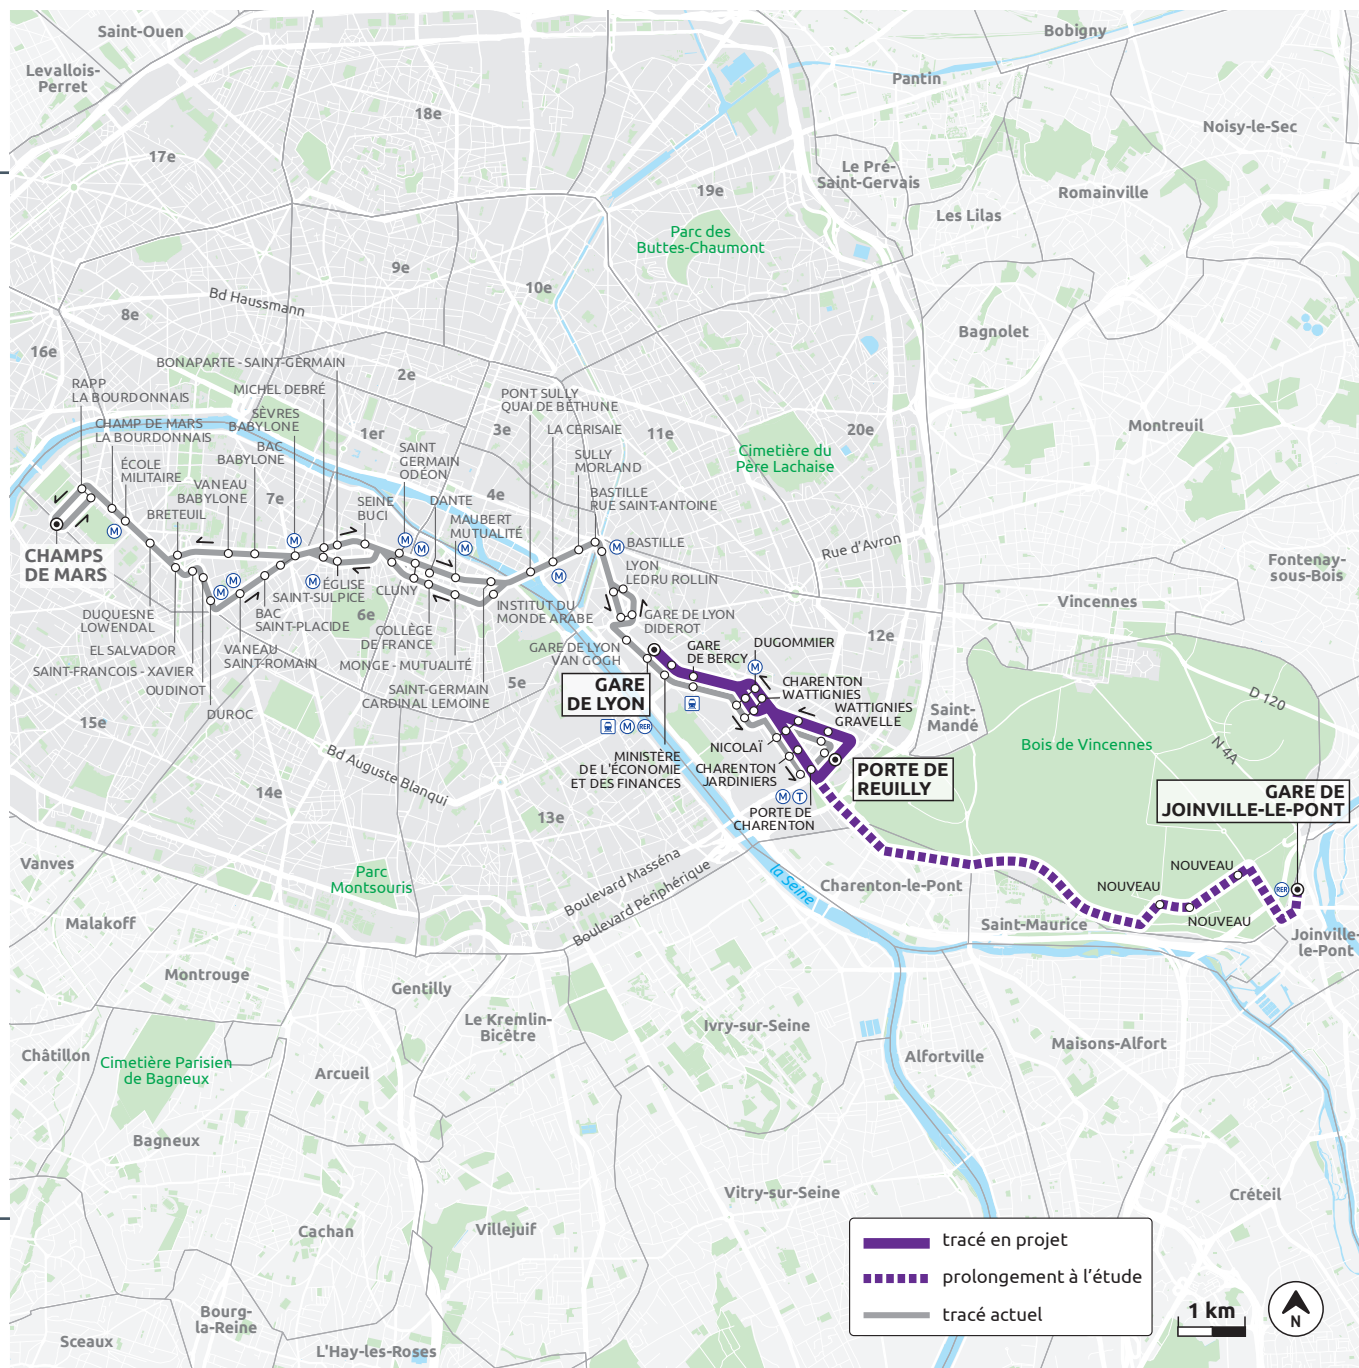 Saint-Ouen
Bobigny
Levallois-
Perret
Pantin
18e
Noisy-le-Sec
17e
Le Pré-
Saint-Gervais
19e
Romainville
Les Lilas
Parc des
Buttes-Chaumont
9e
10e
Bd Haussmann
8e
Bagnolet
16e
BONAPARTE - SAINT-GERMAIN
2e
RAPP
LA BOURDONNAIS
MICHEL DEBRÉ
PONT SULLY
QUAI DE BÉTHUNE
SÈVRES
BABYLONE
CHAMP DE MARS
LA BOURDONNAIS
1er
3e
LA CERISAIE
11e
20e
Montreuil
BAC
BABYLONE
SAINT
GERMAIN
ODÉON
SULLY
MORLAND
Cimetière du
Père Lachaise
ÉCOLE
MILITAIRE
VANEAU
BABYLONE
7e
4e
BASTILLE
RUE SAINT-ANTOINE
SEINE
BUCI
DANTE
BRETEUIL
MAUBERT
MUTUALITÉ
M
M
M
M
M
M
BASTILLE
Rue d'Avron
CHAMPS
DE MARS
LYON
LEDRU ROLLIN
Fontenay-
sous-Bois
M
M
M
M
ÉGLISE
SAINT-SULPICE
CLUNY
Vincennes
DUQUESNE
LOWENDAL
BAC
SAINT-PLACIDE
6e
INSTITUT DU
MONDE ARABE
GARE DE LYON
DIDEROT
COLLÈGE
DE FRANCE
12e
EL SALVADOR
VANEAU
SAINT-ROMAIN
GARE DE LYON
VAN GOGH
GARE
DE BERCY
DUGOMMIER
SAINT-FRANCOIS - XAVIER
MONGE - MUTUALITÉ
M
OUDINOT
SAINT-GERMAIN
CARDINAL LEMOINE
5e
GARE
DE LYON
CHARENTON
WATTIGNIES
D 120
DUROC
WATTIGNIES
GRAVELLE
Saint-
Mandé
15e
M
RER
Bd Auguste Blanqui
NICOLAÏ
Bois de Vincennes
N 4A
MINISTÈRE
DE L'ÉCONOMIE
ET DES FINANCES
CHARENTON
JARDINIERS
PORTE DE
REUILLY
14e
M
T
GARE DE
JOINVILLE-LE-PONT
13e
PORTE DE
CHARENTON
Vanves
Parc
Montsouris
Boulevard Masséna
Boulevard Périphérique
la Seine
Charenton-le-Pont
NOUVEAU
NOUVEAU
RER
NOUVEAU
Malakoff
Saint-Maurice
Joinville-
le-Pont
Montrouge
Gentilly
Le Kremlin-
Bicêtre
Ivry-sur-Seine
Châtillon
Cimetière Parisien
de Bagneux
Arcueil
Alfortville
Maisons-Alfort
Bagneux
Vitry-sur-Seine
Créteil
Cachan
Villejuif
tracé en projet
prolongement à l'étude
tracé actuel
1 km
N
Bourg-
la-Reine
Sceaux
L'Hay-les-Roses